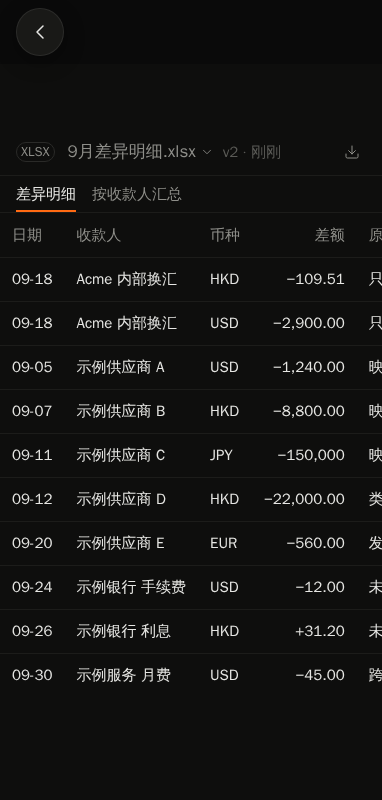 XLSX 9月差异明细.xlsx v2 · 刚刚
差异明细 按收款人汇总
日期 收款人 币种 差额 原
09-18 Acme 内部换汇 HKD −109.51 只
09-18 Acme 内部换汇 USD −2,900.00 只
09-05 示例供应商 A USD −1,240.00 映
09-07 示例供应商 B HKD −8,800.00 映
09-11 示例供应商 C JPY −150,000 映
09-12 示例供应商 D HKD −22,000.00 类
09-20 示例供应商 E EUR −560.00 发
09-24 示例银行 手续费 USD −12.00 未
09-26 示例银行 利息 HKD +31.20 未
09-30 示例服务 月费 USD −45.00 跨